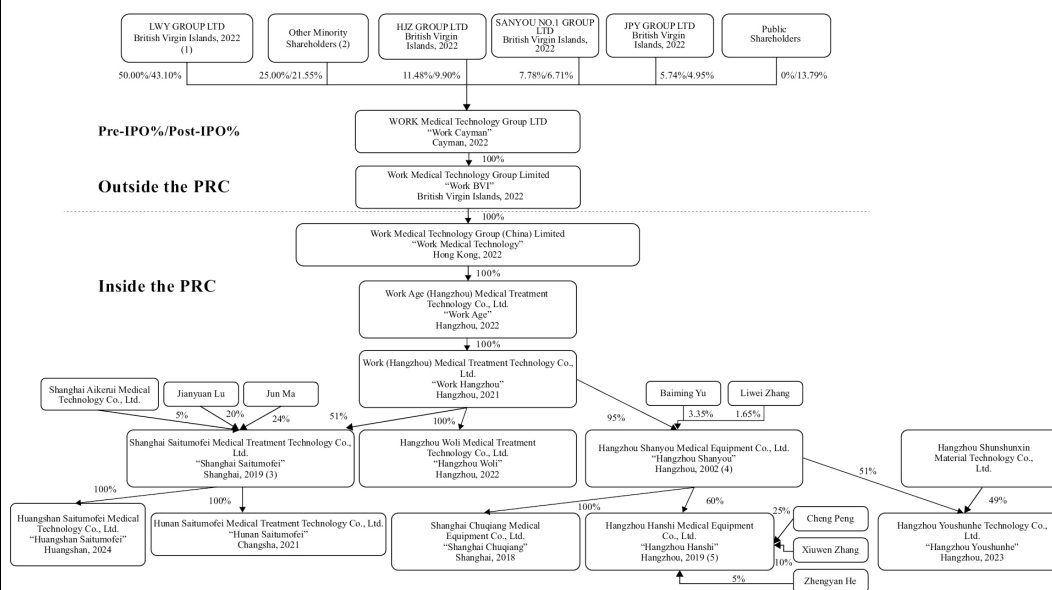 LWY GROUP LTD
British Virgin Islands, 2022
(1)
Other Minority
Shareholders (2)
HJZ GROUP LTD
British Virgin
Islands, 2022
SANYOU NO.1 GROUP
LTD
British Virgin Islands,
2022
JPY GROUP LTD
British Virgin
Islands, 2022
Public
Shareholders
50.00%/43.10%
25.00%/21.55%
11.48%/9.90%
7.78%/6.71%
5.74%/4.95%
0%/13.79%
Pre-IPO%/Post-IPO%
WORK Medical Technology Group LTD
“Work Cayman”
Cayman, 2022
100%
Outside the PRC
Work Medical Technology Group Limited
“Work BVI”
British Virgin Islands, 2022
100%
Work Medical Technology Group (China) Limited
“Work Medical Technology”
Hong Kong, 2022
100%
Inside the PRC
Work Age (Hangzhou) Medical Treatment
Technology Co., Ltd.
“Work Age”
Hangzhou, 2022
100%
Work (Hangzhou) Medical Treatment Technology Co.,
Ltd.
“Work Hangzhou”
Hangzhou, 2021
Shanghai Aikerui Medical
Technology Co., Ltd.
Jianyuan Lu
Jun Ma
Baiming Yu
Liwei Zhang
5%
20%
24%
51%
100%
95%
3.35%
1.65%
Shanghai Saitumofei Medical Treatment Technology Co.,
Ltd.
“Shanghai Saitumofei”
Shanghai, 2019 (3)
Hangzhou Woli Medical Treatment
Technology Co., Ltd.
“Hangzhou Woli”
Hangzhou, 2022
Hangzhou Shanyou Medical Equipment Co., Ltd.
“Hangzhou Shanyou”
Hangzhou, 2002 (4)
Hangzhou Shunshunxin
Material Technology Co.,
Ltd.
100%
100%
100%
60%
51%
49%
Huangshan Saitumofei Medical
Technology Co., Ltd.
“Huangshan Saitumofei”
Huangshan, 2024
Hunan Saitumofei Medical Treatment Technology Co., Ltd.
“Hunan Saitumofei”
Changsha, 2021
Shanghai Chuqiang Medical
Equipment Co., Ltd.
“Shanghai Chuqiang”
Shanghai, 2018
Hangzhou Hanshi Medical Equipment
Co., Ltd.
“Hangzhou Hanshi”
Hangzhou, 2019 (5)
25%
Cheng Peng
Xiuwen Zhang
10%
Zhengyan He
5%
Hangzhou Youshunhe Technology Co.,
Ltd.
“Hangzhou Youshunhe”
Hangzhou, 2023